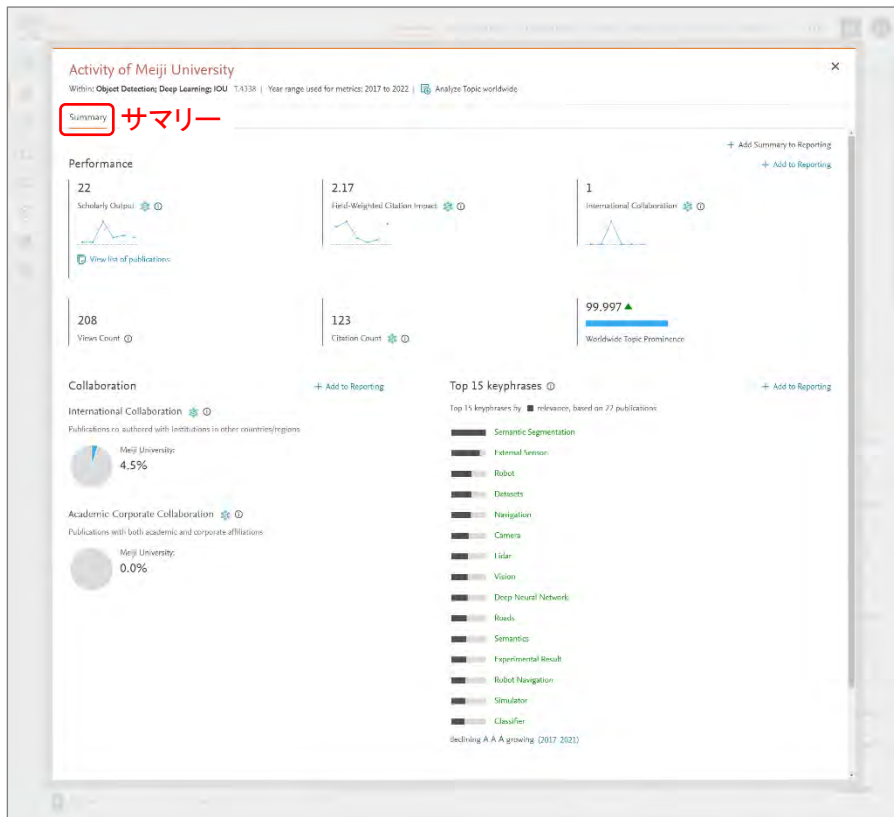 Activity of Meiji University
Within: Object Detection; Deep Learning; IOU T.4338 | Year range used for metrics: 2017 to 2022 | Analyze Topic worldwide
Summary サマリー
+ Add Summary to Reporting
Performance + Add to Reporting
22 2.17 1
Scholarly Output Field-Weighted Citation Impact International Collaboration
View list of publications
208 123 99.997
Views Count Citation Count Worldwide Topic Prominence
Collaboration + Add to Reporting
International Collaboration
Publications co-authored with Institutions in other countries/regions
Meiji University:
4.5%
Academic Corporate Collaboration
Publications with both academic and corporate affiliations
Meiji University:
0.0%
Top 15 keyphrases + Add to Reporting
Top 15 keyphrases by relevance, based on 22 publications
Semantic Segmentation
External Sensor
Robot
Datasets
Navigation
Camera
Lidar
Vision
Deep Neural Network
Roads
Semantics
Experimental Result
Robot Navigation
Simulator
Classifier
Declining A A A growing (2017-2021)